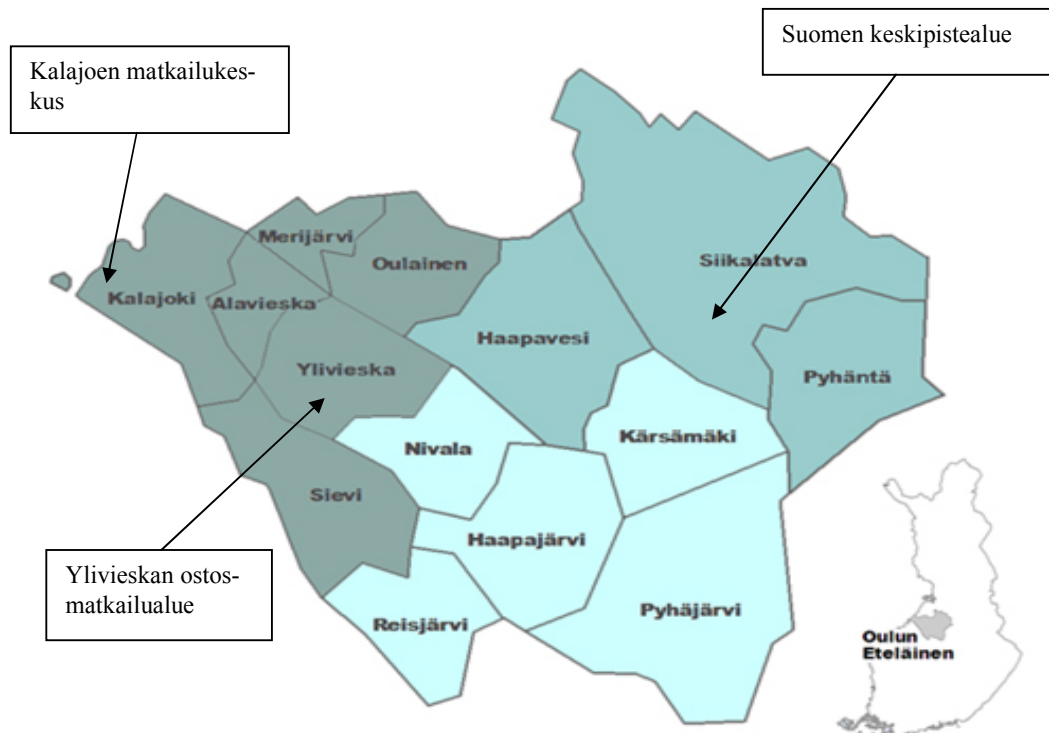 Suomen keskipistealue
Kalajoen matkailukes-
kus
Merijärvi
Oulainen
Siikalatva
Kalajoki
Alavieska
Haapavesi
Ylivieska
Pyhäntä
Kärsämäki
Nivala
Sievi
Haapajärvi
Ylivieskan ostos-
matkailualue
Pyhäjärvi
Reisjärvi
Oulun
Eteläinen